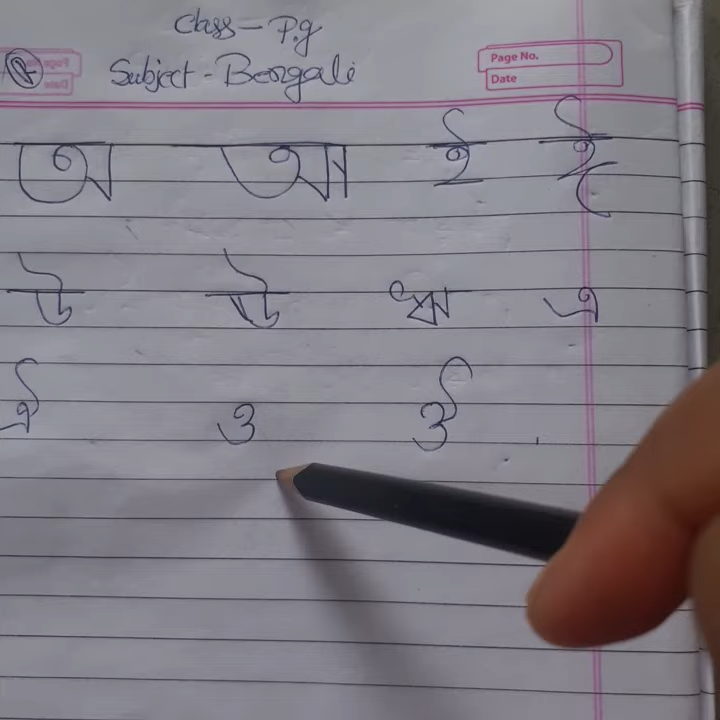 Class - P.g
Subject - Bengali
Page No.
Date
অ আ ই ঈ
উ ঊ ঋ এ
ঐ ও ঔ